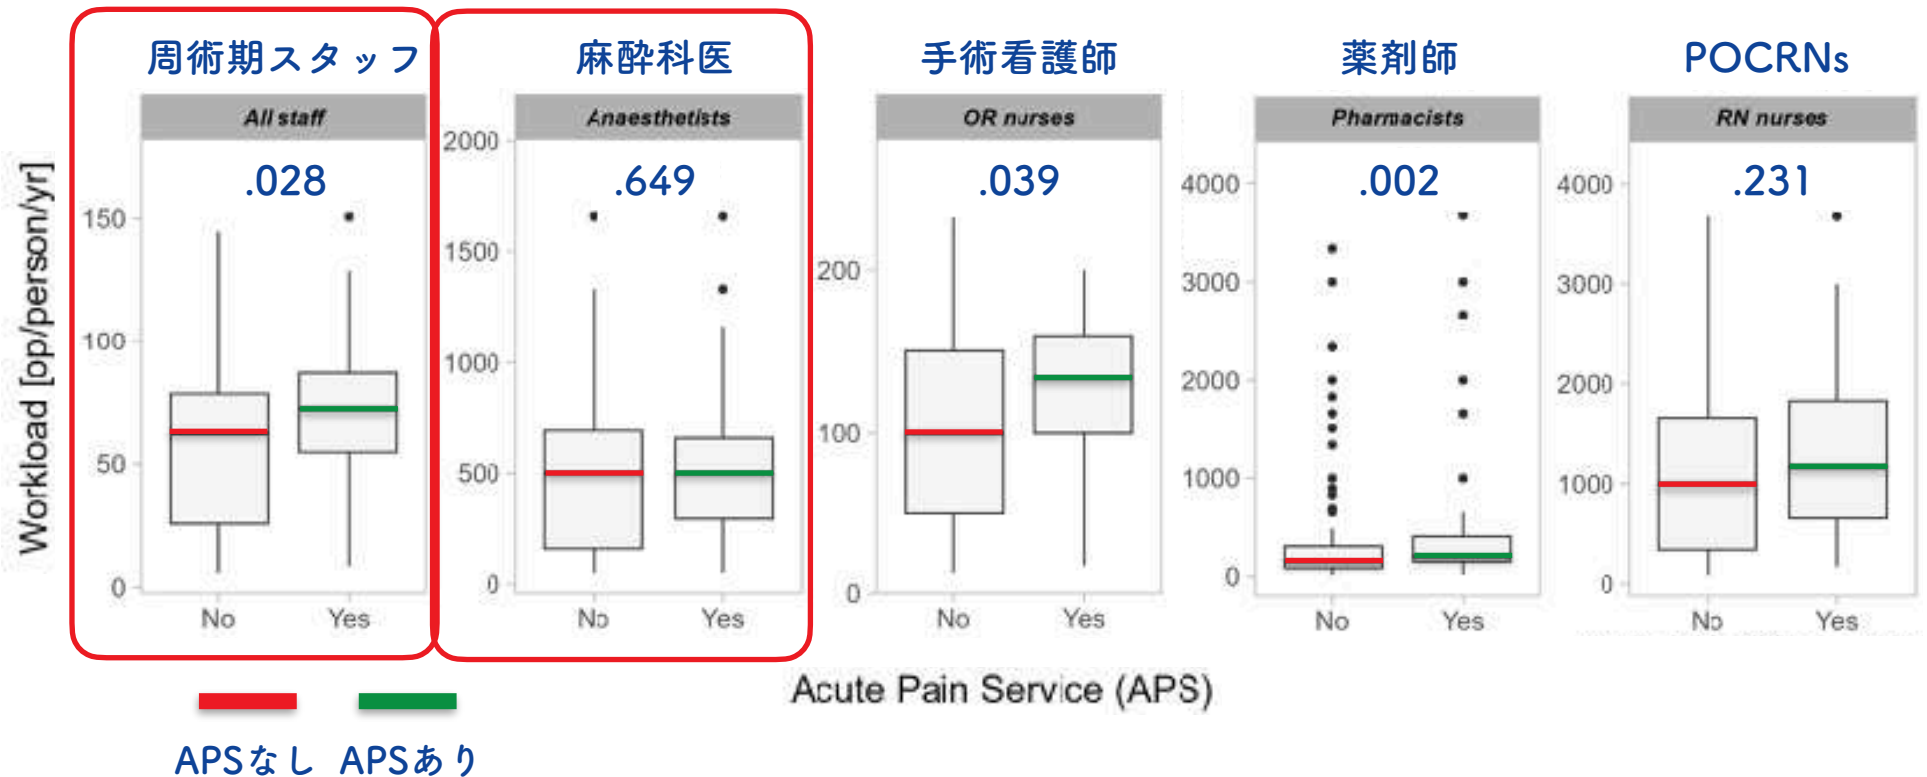 周術期スタッフ
麻酔科医
手術看護師
薬剤師
POCRNs
All staff
Anaesthetists
OR nurses
Pharmacists
RN nurses
.028
.649
.039
.002
.231
Workload [op/person/yr]
150
100
50
0
No
Yes
2000
1500
1000
500
0
No
Yes
200
100
0
No
Yes
4000
3000
2000
1000
0
No
Yes
4000
3000
2000
1000
0
No
Yes
Acute Pain Service (APS)
APSなし
APSあり